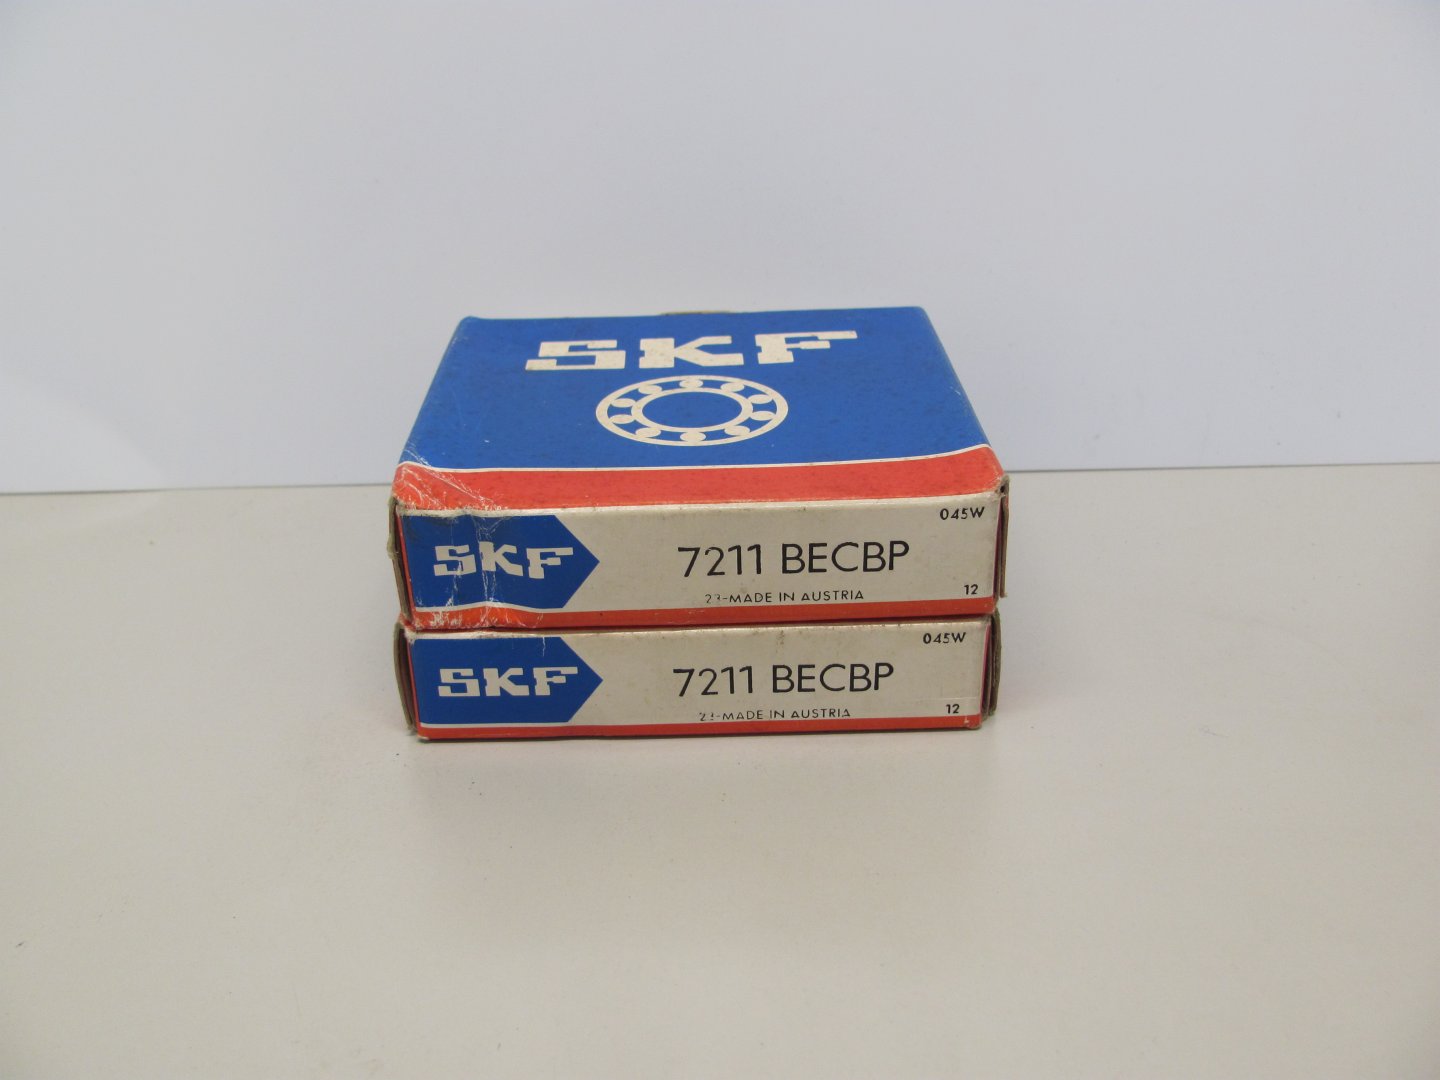 SKF
045W
SKF
7211 BECBP
-MADE IN AUSTRIA
12
045W
SKF
7211 BECBP
-MADE IN AUSTRIA
12